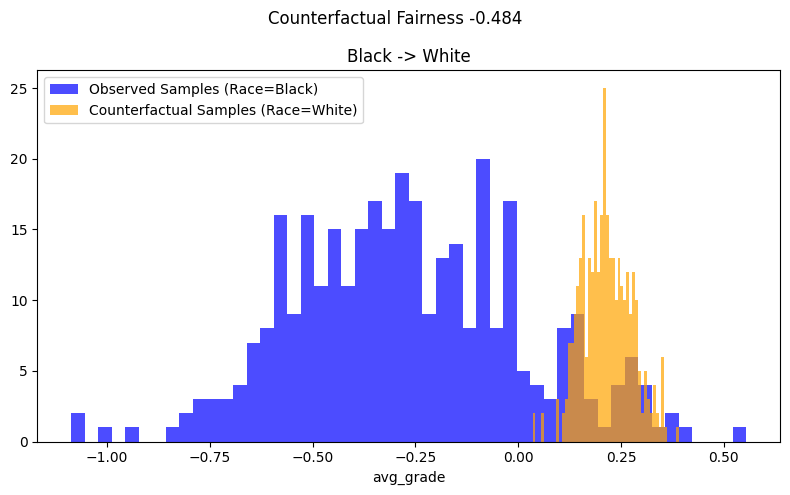 Counterfactual Fairness -0.484
Black -> White
Observed Samples (Race=Black)
Counterfactual Samples (Race=White)
25
20
15
10
5
0
−1.00 −0.75 −0.50 −0.25 0.00 0.25 0.50
avg_grade